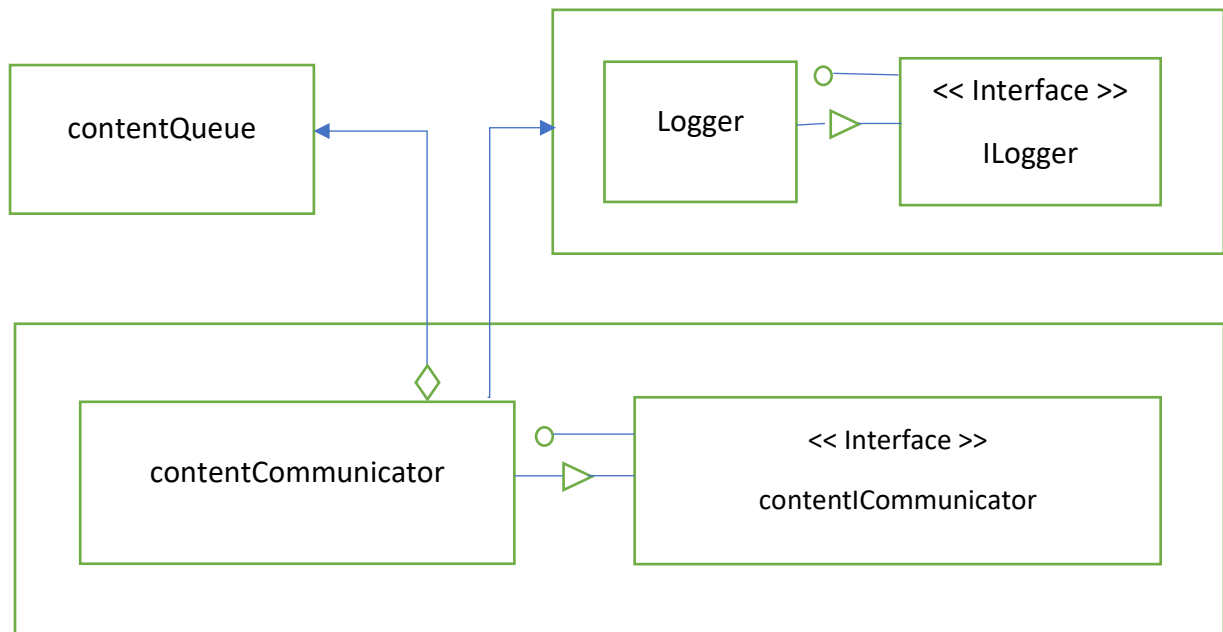 contentQueue
Logger
<< Interface >>
ILogger
contentCommunicator
<< Interface >>
contentICommunicator